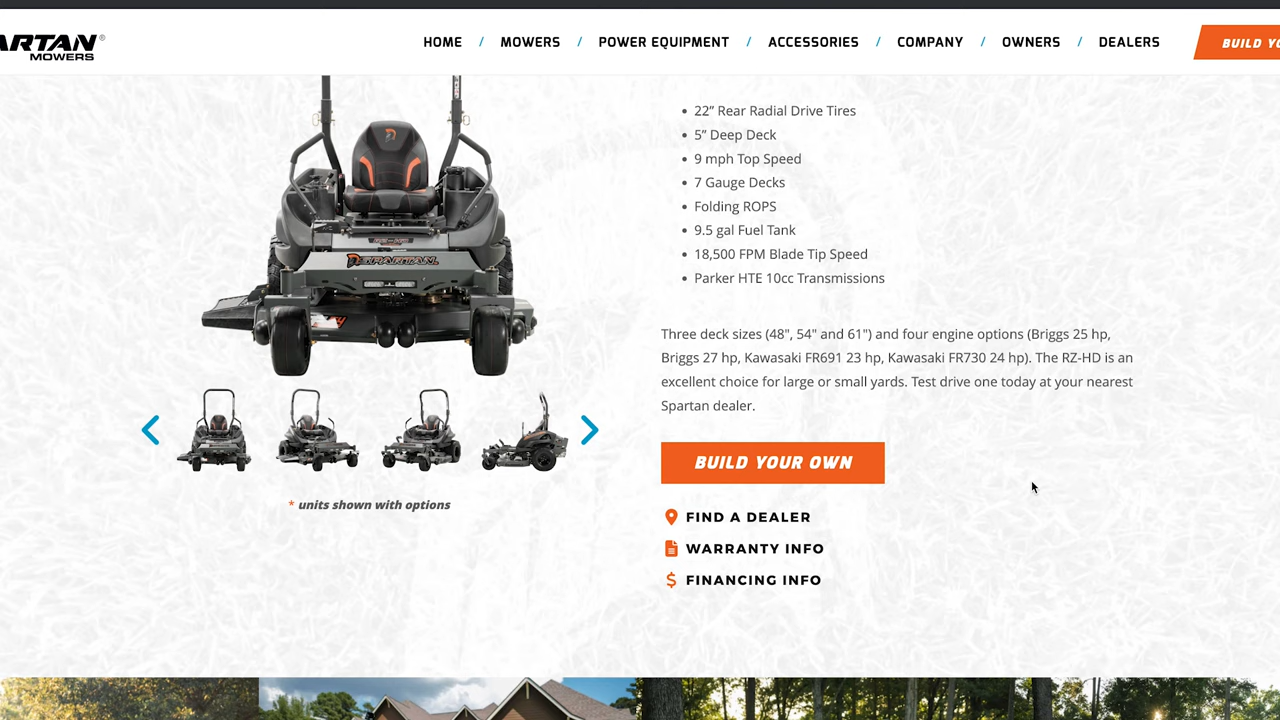 ARTAN®
MOWERS
HOME / MOWERS / POWER EQUIPMENT / ACCESSORIES / COMPANY / OWNERS / DEALERS
BUILD YO
• 22” Rear Radial Drive Tires
• 5” Deep Deck
• 9 mph Top Speed
• 7 Gauge Decks
• Folding ROPS
• 9.5 gal Fuel Tank
• 18,500 FPM Blade Tip Speed
• Parker HTE 10cc Transmissions
SPARTAN
Three deck sizes (48", 54" and 61") and four engine options (Briggs 25 hp,
Briggs 27 hp, Kawasaki FR691 23 hp, Kawasaki FR730 24 hp). The RZ-HD is an
excellent choice for large or small yards. Test drive one today at your nearest
Spartan dealer.
BUILD YOUR OWN
* units shown with options
FIND A DEALER
WARRANTY INFO
$ FINANCING INFO